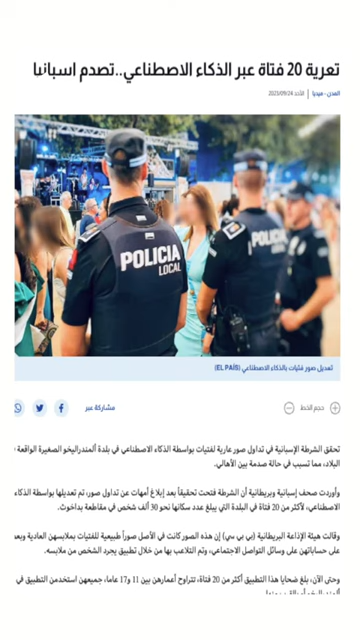 تعرية 20 فتاة عبر الذكاء الاصطناعي..تصدم اسبانيا
المدن - ميديا | الأحد 2023/09/24
POLICIA
LOCAL
POLICIA
LOCAL
تعديل صور فتيات بالذكاء الاصطناعي (EL PAÍS)
حجم الخط
مشاركة عبر
تحقق الشرطة الإسبانية في تداول صور عارية لفتيات بواسطة الذكاء الاصطناعي في بلدة ألمندراليخو الصغيرة الواقعة
البلاد، مما تسبب في حالة صدمة بين الأهالي.
وأوردت صحف إسبانية وبريطانية أن الشرطة فتحت تحقيقاً بعد إبلاغ أمهات عن تداول صور، تم تعديلها بواسطة الذكاء
الاصطناعي، لأكثر من 20 فتاة في البلدة التي يبلغ عدد سكانها نحو 30 ألف شخص في مقاطعة بداخوث.
وقالت هيئة الإذاعة البريطانية (بي بي سي) إن هذه الصور كانت في الأصل صوراً طبيعية للفتيات بملابسهن العادية وبعضها
على حساباتهن على وسائل التواصل الاجتماعي، وتم التلاعب بها من خلال تطبيق يجرد الشخص من ملابسه.
وحتى الآن، بلغ ضحايا هذا التطبيق أكثر من 20 فتاة، تتراوح أعمارهن بين 11 و17 عاما، جميعهن استخدمن التطبيق في